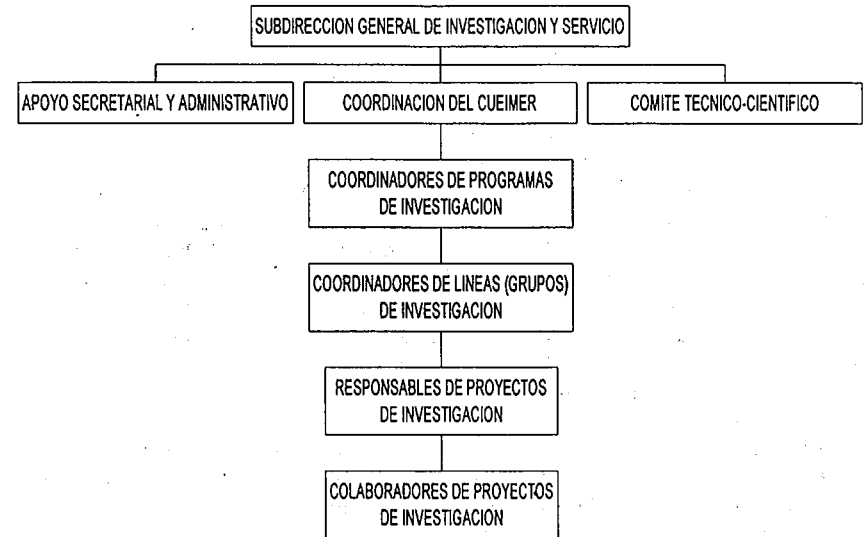 SUBDIRECCION GENERAL DE INVESTIGACION Y SERVICIO
APOYO SECRETARIAL Y ADMINISTRATIVO
COORDINACION DEL CUEIMER
COMITE TECNICO-CIENTIFICO
COORDINADORES DE PROGRAMAS
DE INVESTIGACION
COORDINADORES DE LINEAS (GRUPOS)
DE INVESTIGACION
RESPONSABLES DE PROYECTOS
DE INVESTIGACION
COLABORADORES DE PROYECTOS
DE INVESTIGACION